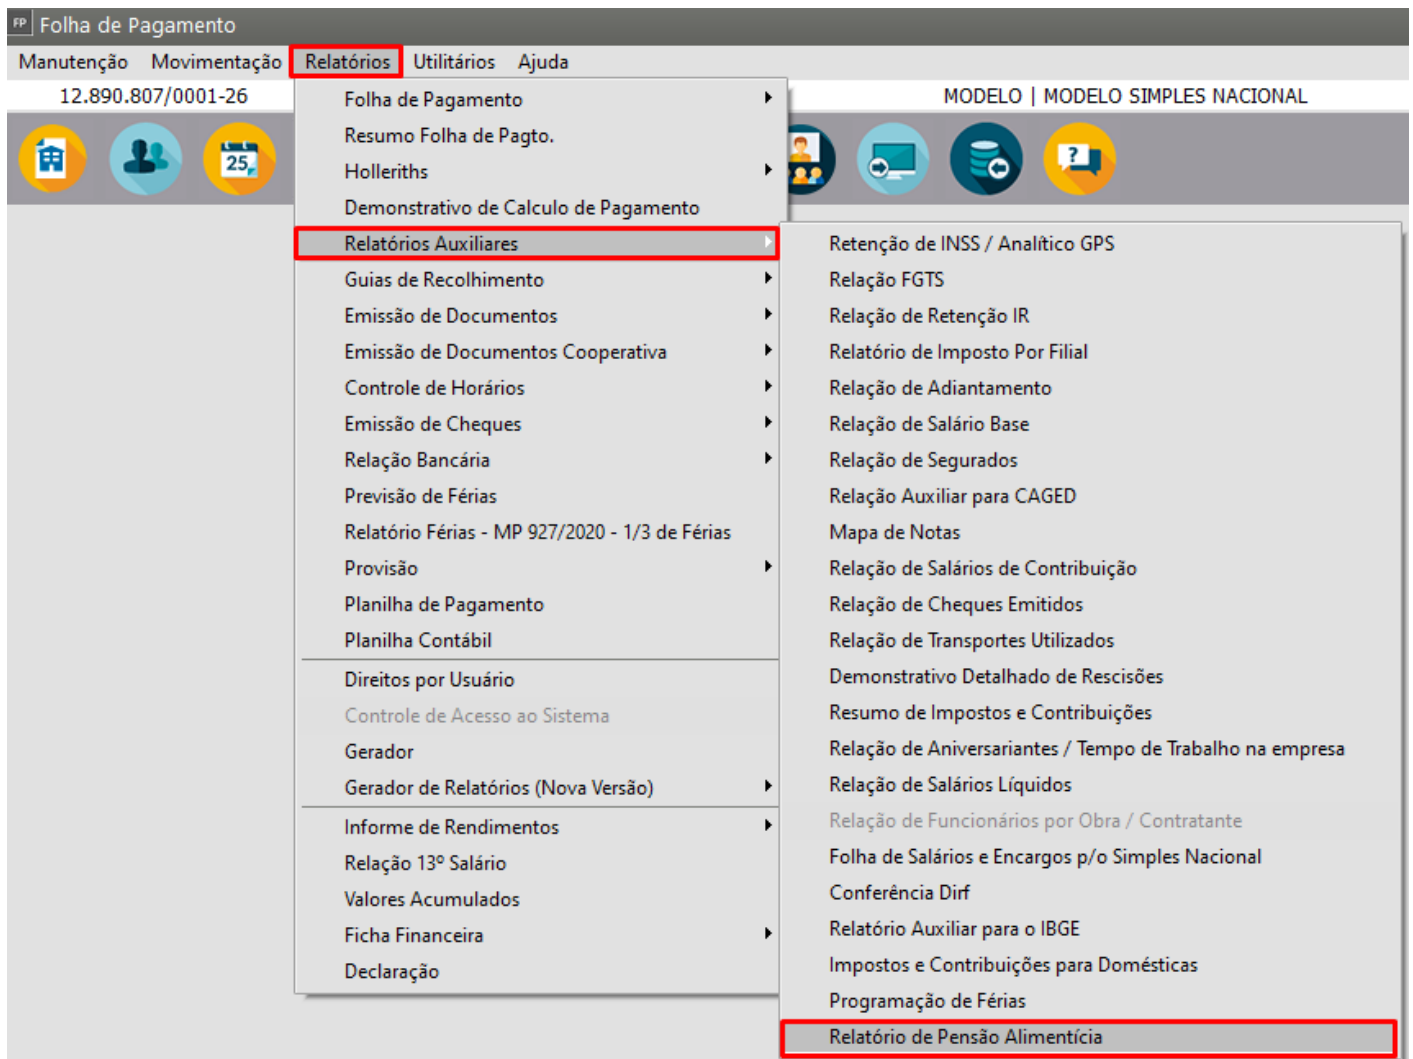 FP Folha de Pagamento
Manutenção Movimentação Relatórios Utilitários Ajuda
12.890.807/0001-26 MODELO | MODELO SIMPLES NACIONAL
25
?
Folha de Pagamento
Resumo Folha de Pagto.
Holleriths
Demonstrativo de Calculo de Pagamento
Relatórios Auxiliares
Guias de Recolhimento
Emissão de Documentos
Emissão de Documentos Cooperativa
Controle de Horários
Emissão de Cheques
Relação Bancária
Previsão de Férias
Relatório Férias - MP 927/2020 - 1/3 de Férias
Provisão
Planilha de Pagamento
Planilha Contábil
Direitos por Usuário
Controle de Acesso ao Sistema
Gerador
Gerador de Relatórios (Nova Versão)
Informe de Rendimentos
Relação 13º Salário
Valores Acumulados
Ficha Financeira
Declaração
Retenção de INSS / Analítico GPS
Relação FGTS
Relação de Retenção IR
Relatório de Imposto Por Filial
Relação de Adiantamento
Relação de Salário Base
Relação de Segurados
Relação Auxiliar para CAGED
Mapa de Notas
Relação de Salários de Contribuição
Relação de Cheques Emitidos
Relação de Transportes Utilizados
Demonstrativo Detalhado de Rescisões
Resumo de Impostos e Contribuições
Relação de Aniversariantes / Tempo de Trabalho na empresa
Relação de Salários Líquidos
Relação de Funcionários por Obra / Contratante
Folha de Salários e Encargos p/o Simples Nacional
Conferência Dirf
Relatório Auxiliar para o IBGE
Impostos e Contribuições para Domésticas
Programação de Férias
Relatório de Pensão Alimentícia